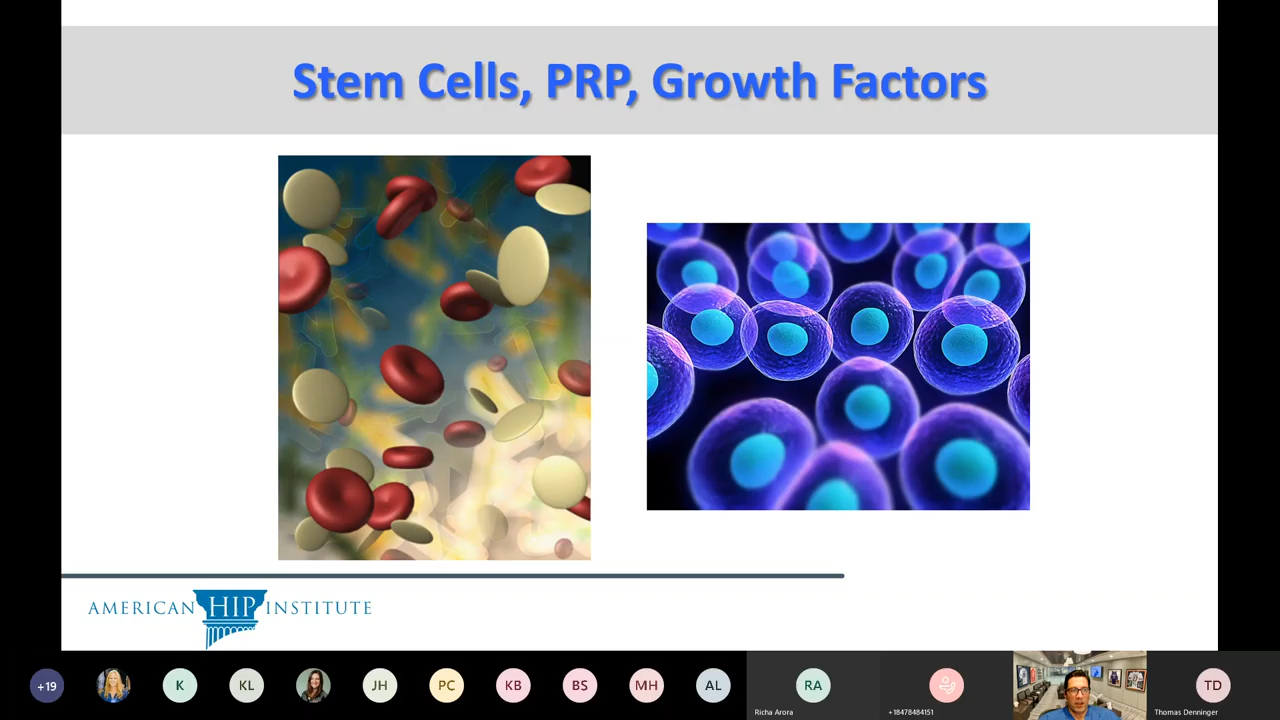 Stem Cells, PRP, Growth Factors
AMERICAN HIP INSTITUTE
+19
K
KL
JH
PC
KB
BS
MH
AL
RA
TD
Richa Arora
+18478484151
Thomas Denninger